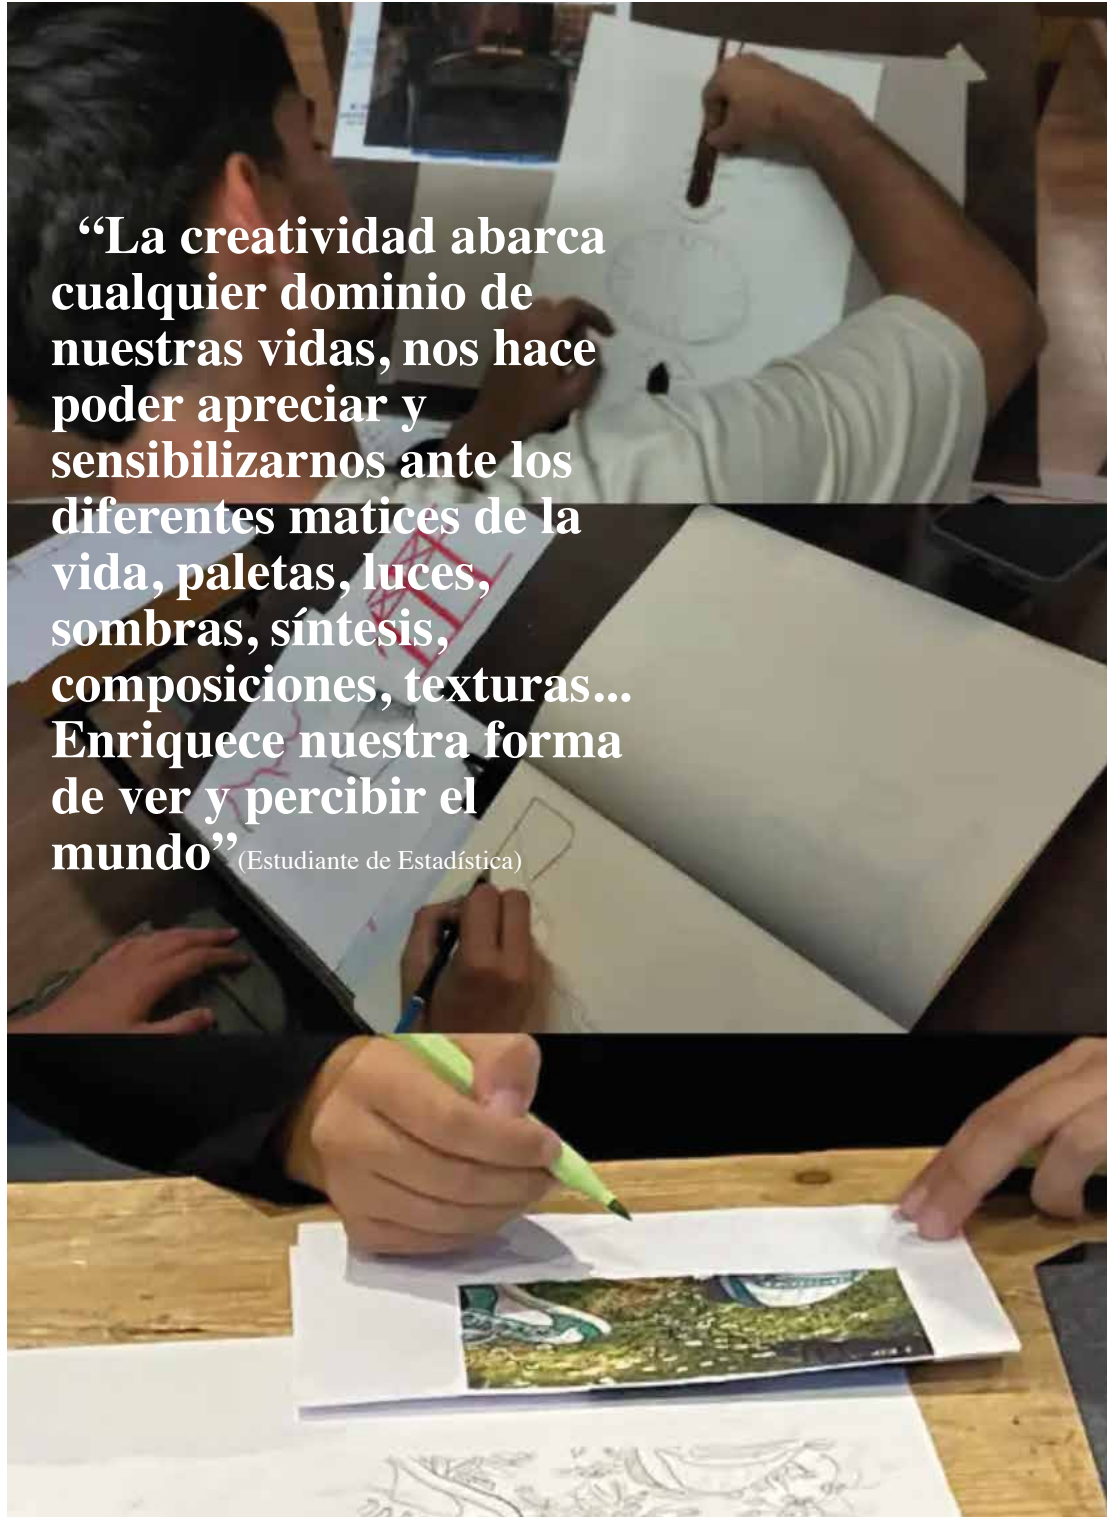 “La creatividad abarca
cualquier dominio de
nuestras vidas, nos hace
poder apreciar y
sensibilizarnos ante los
diferentes matices de la
vida, paletas, luces,
sombras, síntesis,
composiciones, texturas...
Enriquece nuestra forma
de ver y percibir el
mundo”(Estudiante de Estadística)